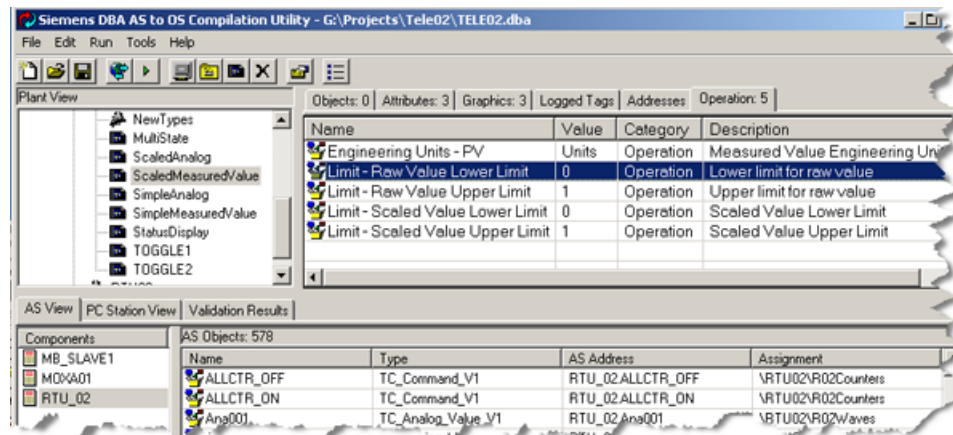 Siemens DBA AS to OS Compilation Utility - G:\Projects\Tele02\TELE02.dba
File Edit Run Tools Help
Plant View
NewTypes
MultiState
ScaledAnalog
ScaledMeasuredValue
SimpleAnalog
SimpleMeasuredValue
StatusDisplay
TOGGLE1
TOGGLE2
Objects: 0 Attributes: 3 Graphics: 3 Logged Tags Addresses Operation: 5
Name Value Category Description
Engineering Units - PV Units Operation Measured Value Engineering
Limit - Raw Value Lower Limit 0 Operation Lower limit for raw value
Limit - Raw Value Upper Limit 1 Operation Upper limit for raw value
Limit - Scaled Value Lower Limit 0 Operation Scaled Value Lower Limit
Limit - Scaled Value Upper Limit 1 Operation Scaled Value Upper Limit
AS View PC Station View Validation Results
Components
MB_SLAVE1
MOXA01
RTU_02
AS Objects: 578
Name Type AS Address Assignment
ALLCTR_OFF TC_Command_V1 RTU_02.ALLCTR_OFF \RTU02\R02Counters
ALLCTR_ON TC_Command_V1 RTU_02.ALLCTR_ON \RTU02\R02Counters
Ana001 TC_Analog_Value_V1 RTU_02.Ana001 \RTU02\R02Waves